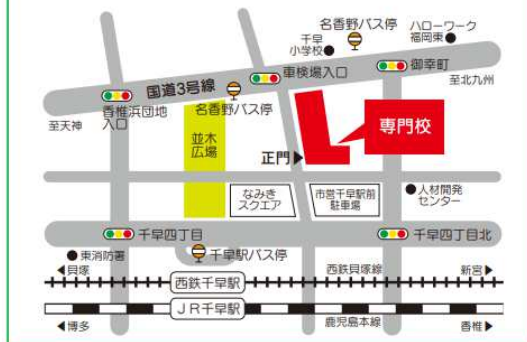 名香野バス停
ハローワーク
福岡東
千早
小学校
車検場入口
御幸町
至北九州
国道3号線
名香野バス停
香椎浜団地
入口
至天神
並木
広場
専門校
正門
なみき
スクエア
市営千早駅前
駐車場
人材開発
センター
千早四丁目
千早四丁目北
東消防署
千早駅バス停
貝塚
西鉄貝塚線
新宮
西鉄千早駅
JR千早駅
博多
鹿児島本線
香椎